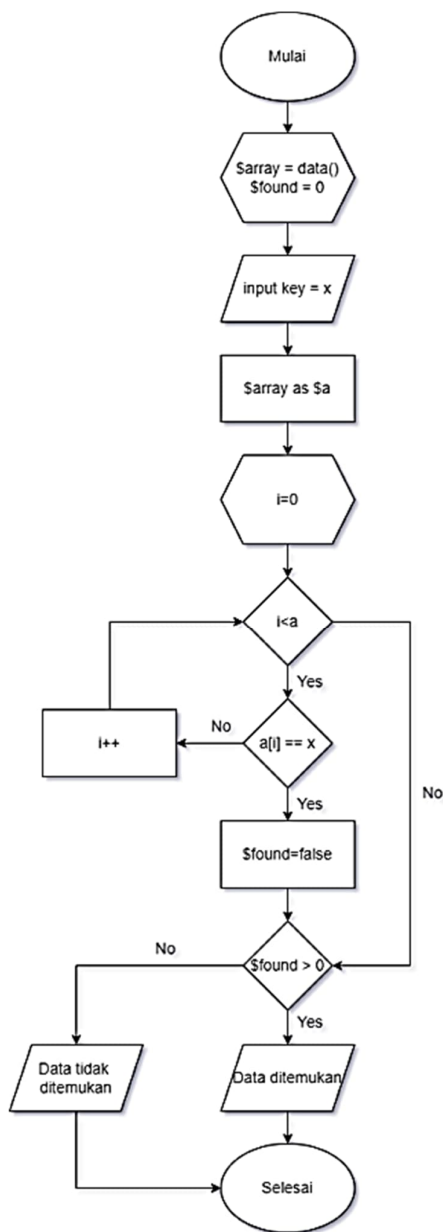 Mulai
$array = data()
$found = 0
input key = x
$array as $a
i=0
i<a
Yes
No
i++
a[i] == x
No
Yes
$found=false
No
$found > 0
Yes
Data tidak
ditemukan
Data ditemukan
Selesai